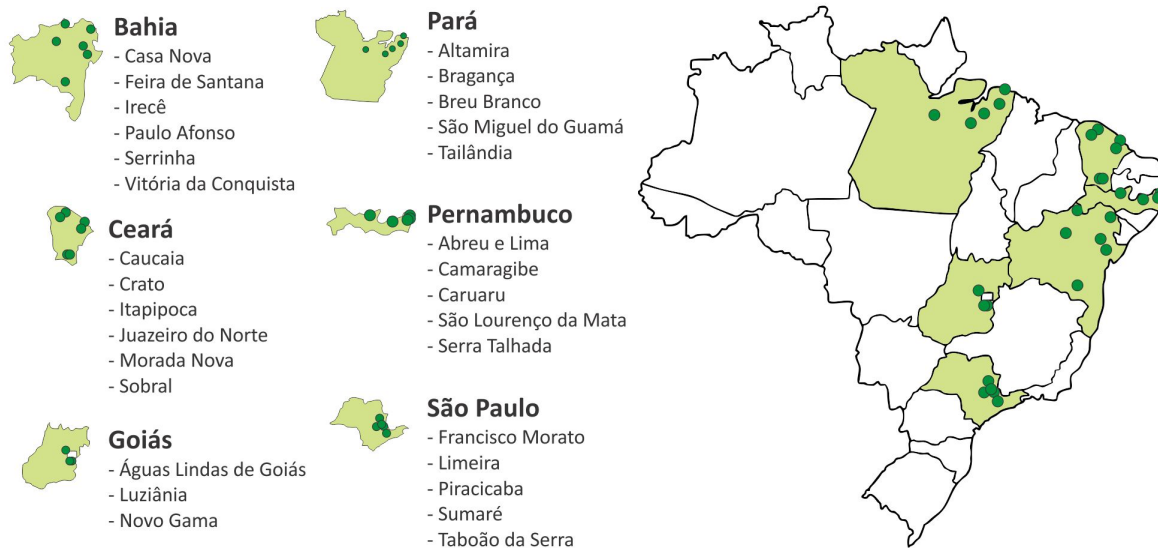 Bahia
- Casa Nova
- Feira de Santana
- Irecê
- Paulo Afonso
- Serrinha
- Vitória da Conquista
Ceará
- Caucaia
- Crato
- Itapipoca
- Juazeiro do Norte
- Morada Nova
- Sobral
Goiás
- Águas Lindas de Goiás
- Luziânia
- Novo Gama
Pará
- Altamira
- Bragança
- Breu Branco
- São Miguel do Guamá
- Tailândia
Pernambuco
- Abreu e Lima
- Camaragibe
- Caruaru
- São Lourenço da Mata
- Serra Talhada
São Paulo
- Francisco Morato
- Limeira
- Piracicaba
- Sumaré
- Taboão da Serra